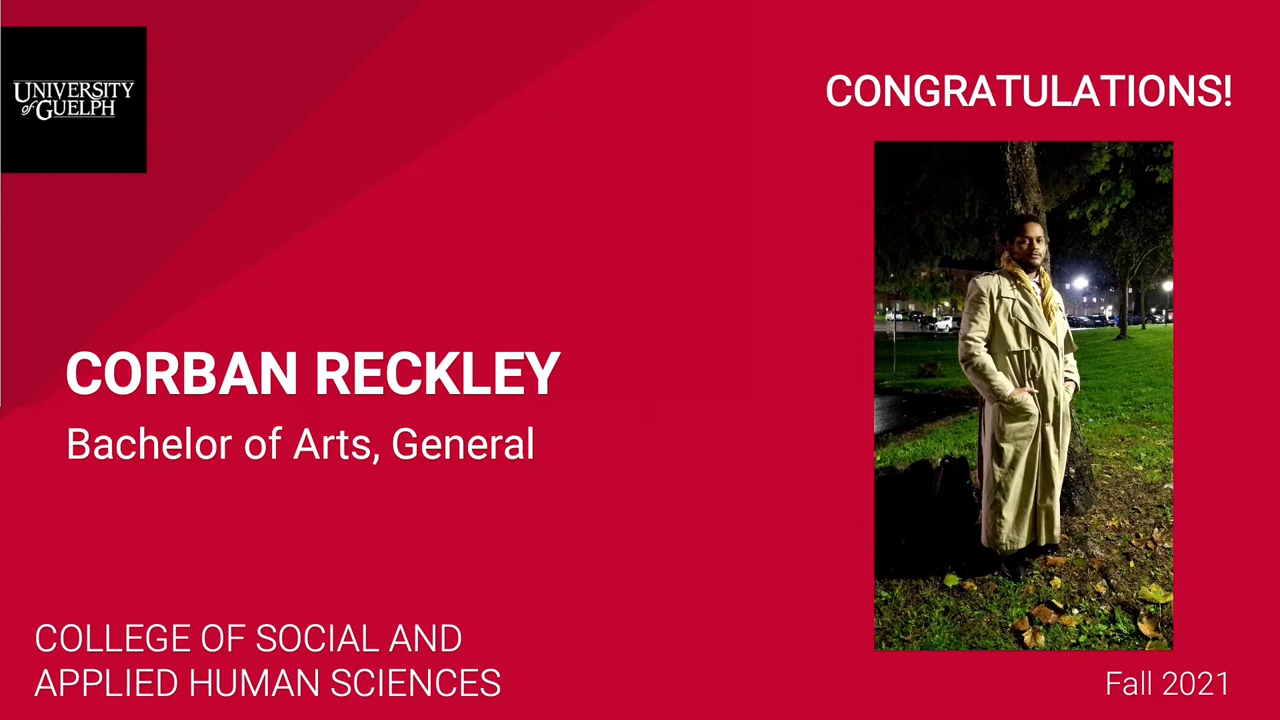 UNIVERSITY
of GUELPH
CONGRATULATIONS!
CORBAN RECKLEY
Bachelor of Arts, General
COLLEGE OF SOCIAL AND
APPLIED HUMAN SCIENCES
Fall 2021